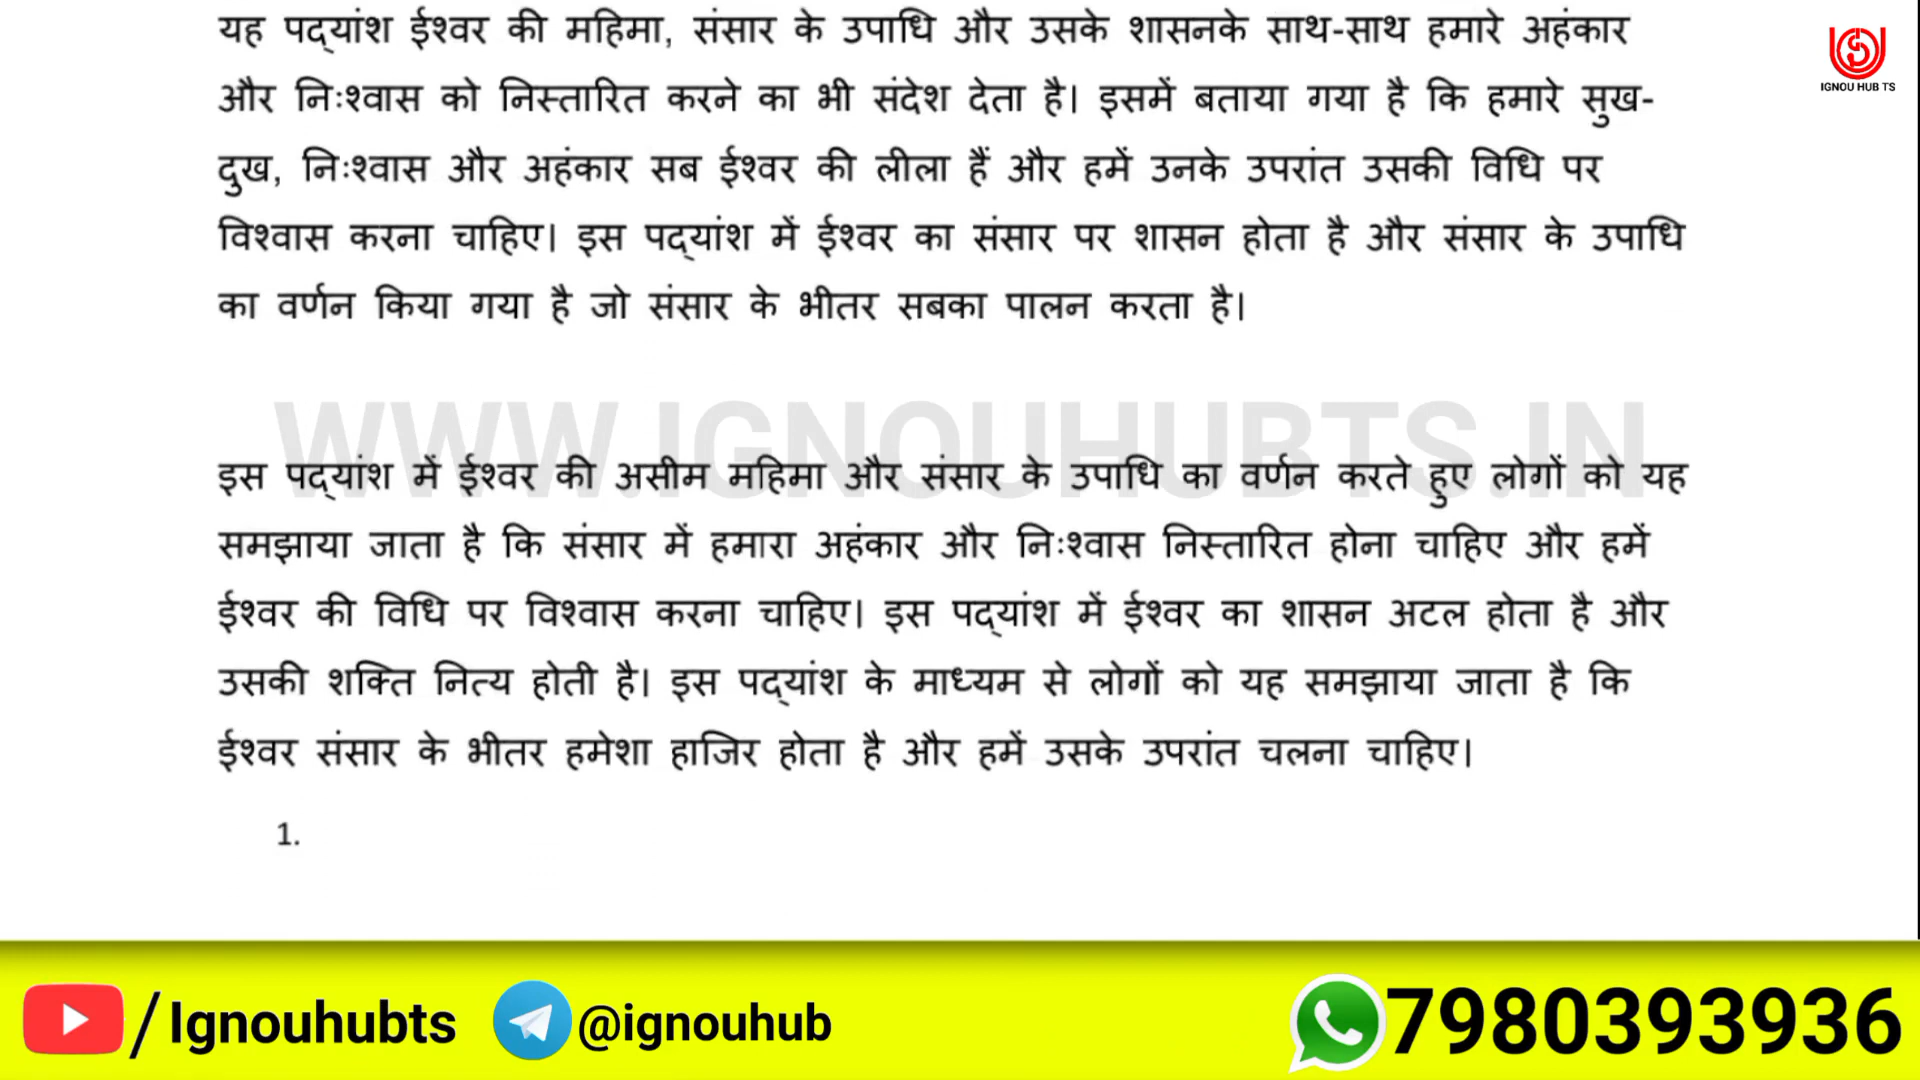 यह पद्यांश ईश्वर की महिमा, संसार के उपाधि और उसके शासनके साथ-साथ हमारे अहंकार
और निःश्वास को निस्तारित करने का भी संदेश देता है। इसमें बताया गया है कि हमारे सुख-
दुख, निःश्वास और अहंकार सब ईश्वर की लीला हैं और हमें उनके उपरांत उसकी विधि पर
विश्वास करना चाहिए। इस पद्यांश में ईश्वर का संसार पर शासन होता है और संसार के उपाधि
का वर्णन किया गया है जो संसार के भीतर सबका पालन करता है।
IGNOU HUB TS
WWW.IGNOUHUBTS.IN
इस पद्यांश में ईश्वर की असीम महिमा और संसार के उपाधि का वर्णन करते हुए लोगों को यह
समझाया जाता है कि संसार में हमारा अहंकार और निःश्वास निस्तारित होना चाहिए और हमें
ईश्वर की विधि पर विश्वास करना चाहिए। इस पद्यांश में ईश्वर का शासन अटल होता है और
उसकी शक्ति नित्य होती है। इस पद्यांश के माध्यम से लोगों को यह समझाया जाता है कि
ईश्वर संसार के भीतर हमेशा हाजिर होता है और हमें उसके उपरांत चलना चाहिए।
1.
/Ignouhubts @ignouhub 7980393936